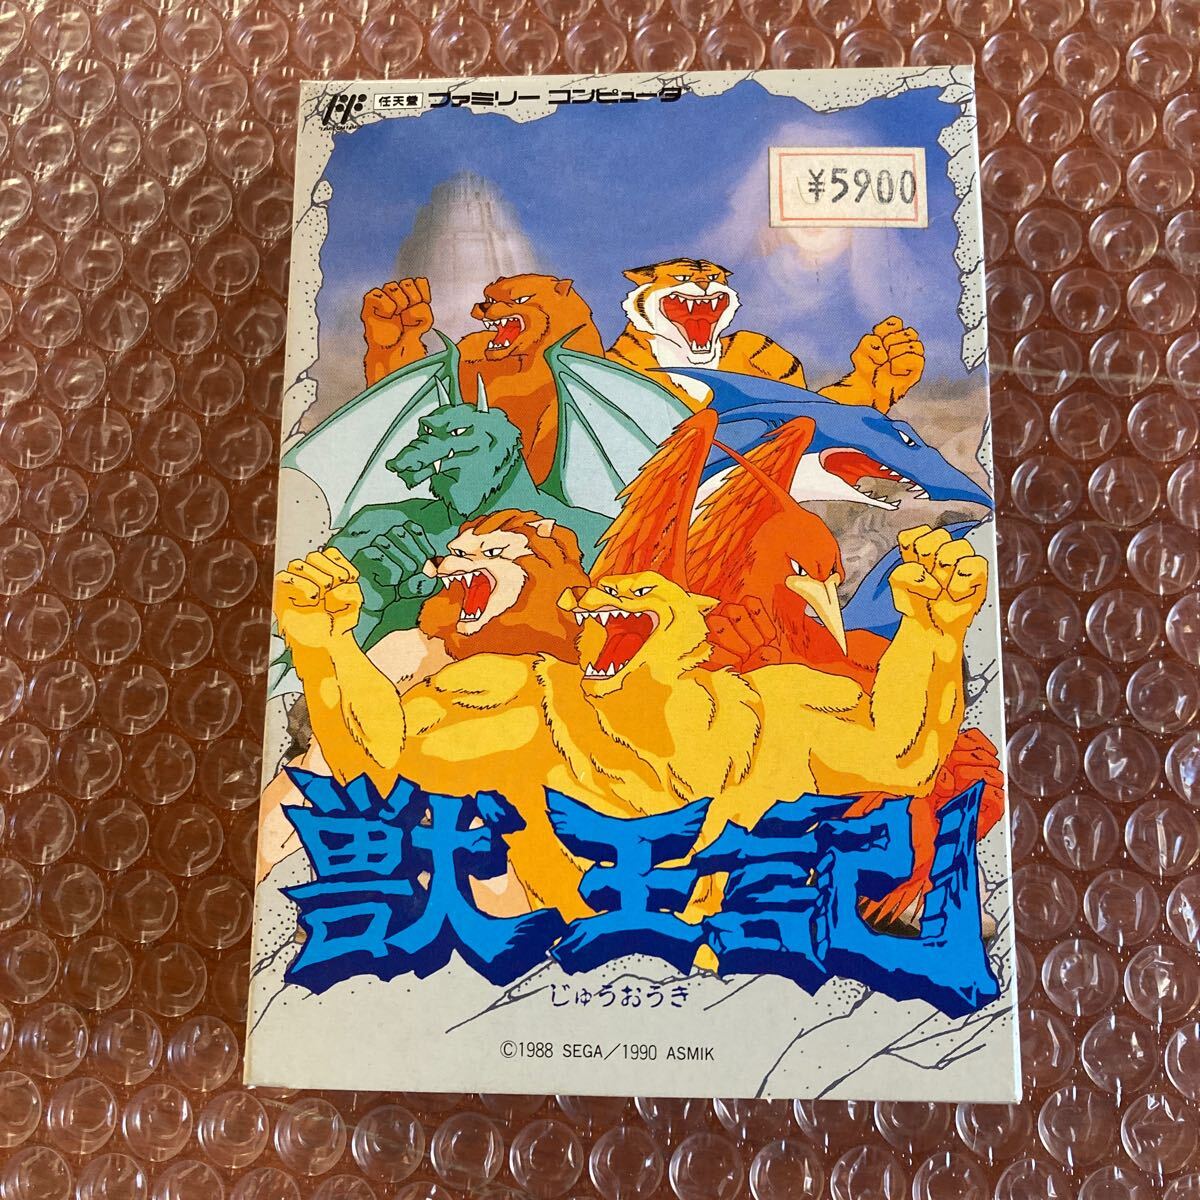 任天堂 ファミリー コンピュータ
¥5900
獣王記
じゅうおうき
©1988 SEGA/1990 ASMIK